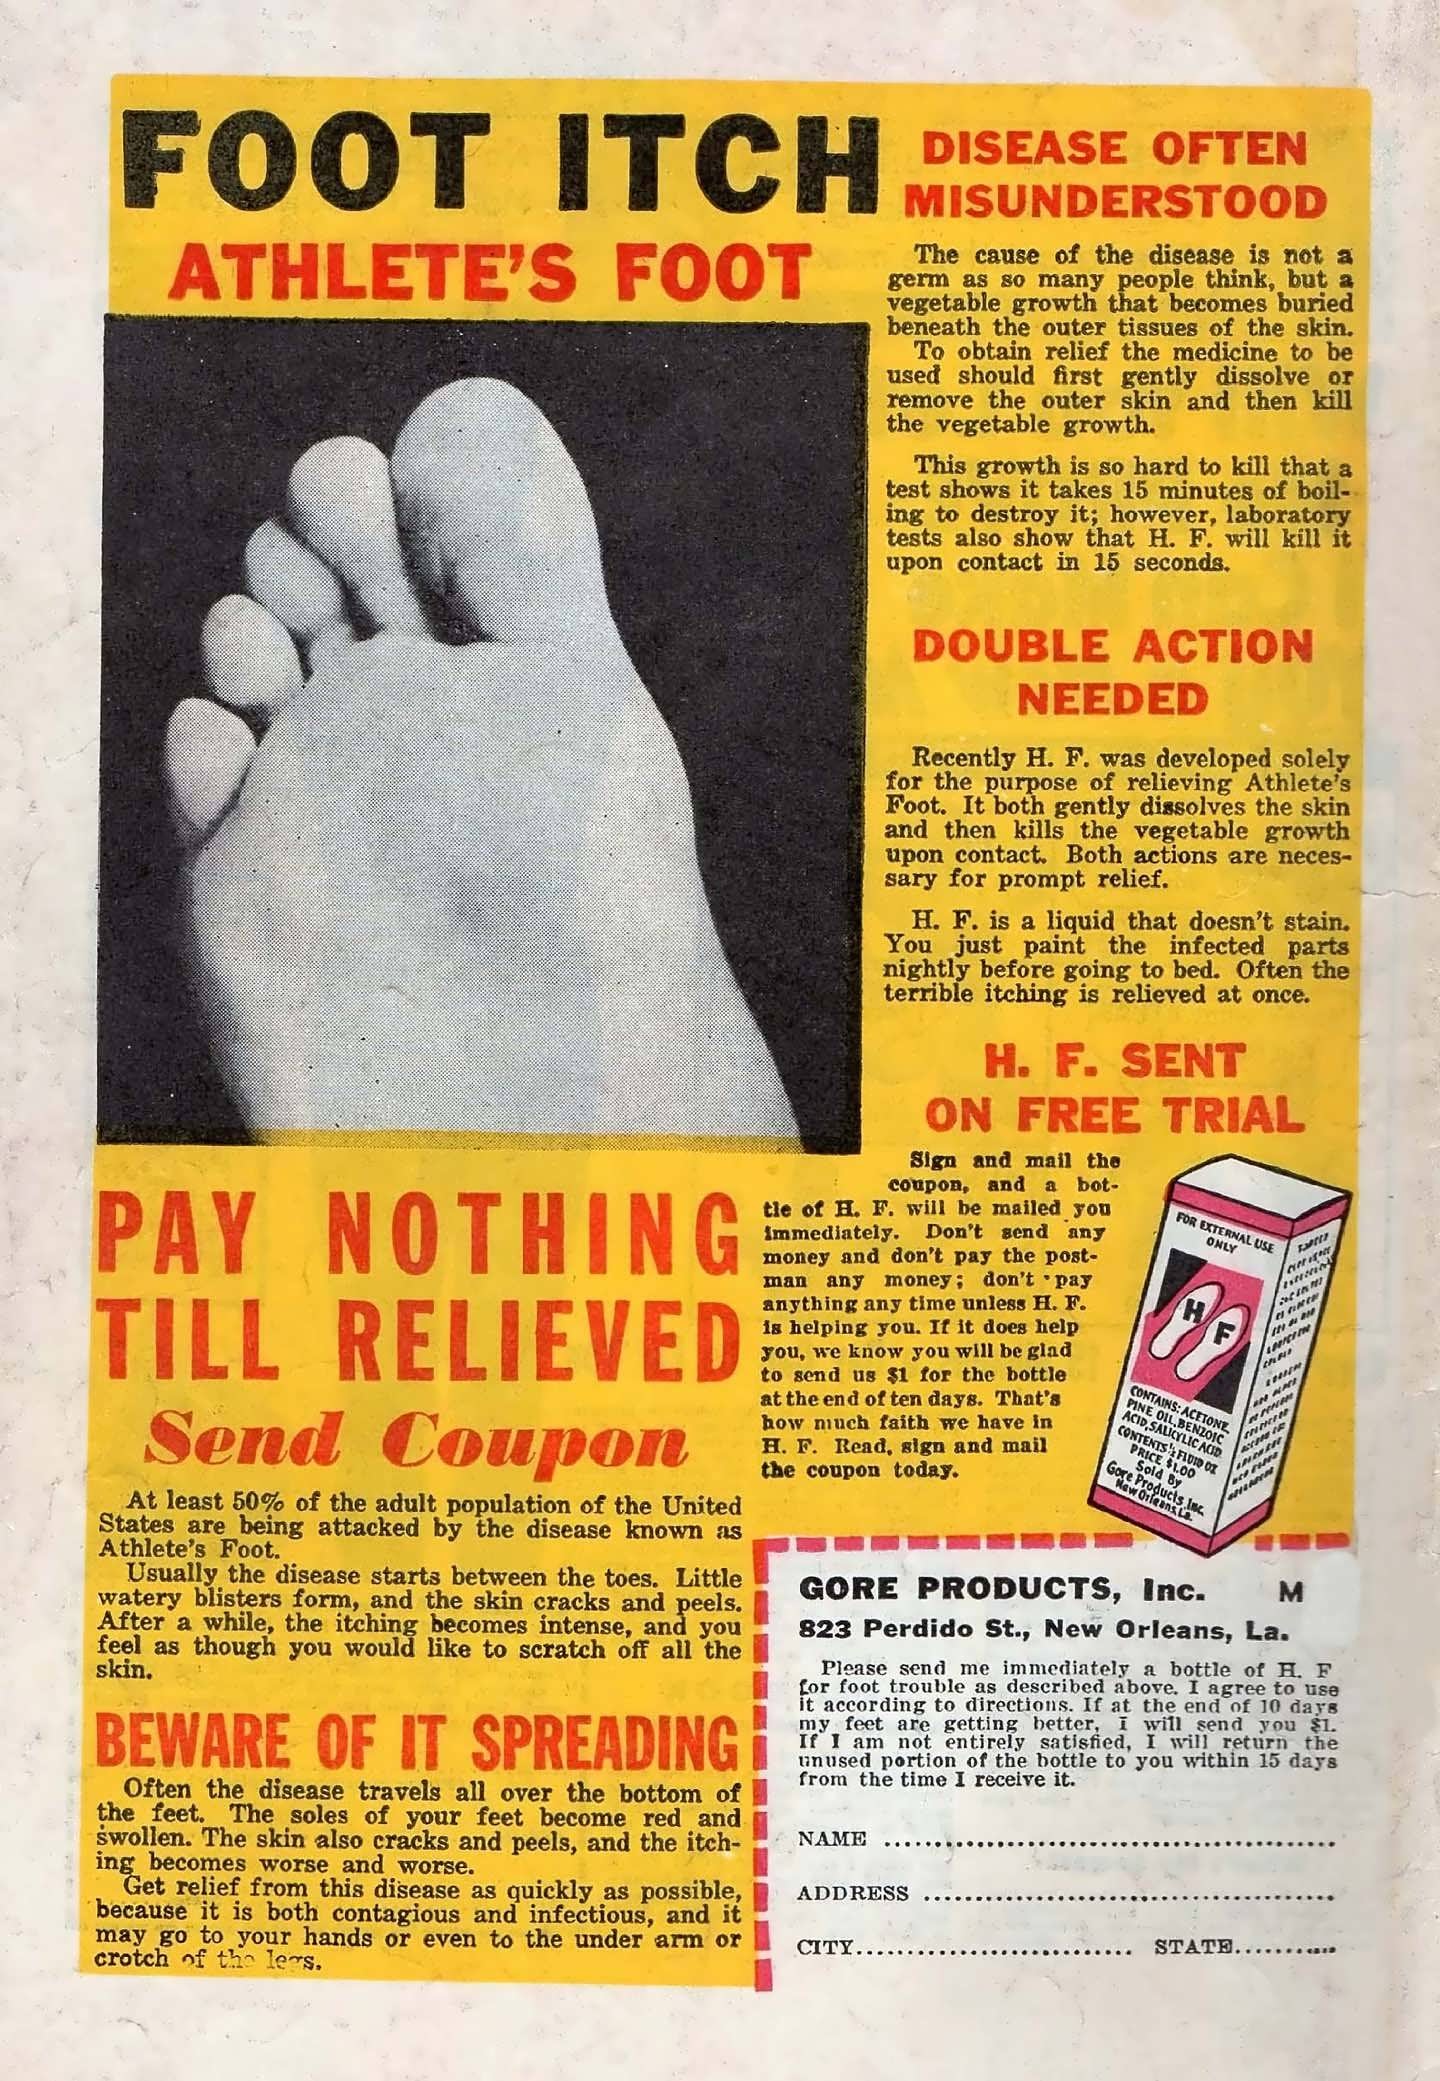 FOOT ITCH
ATHLETE'S FOOT
DISEASE OFTEN
MISUNDERSTOOD
The cause of the disease is not a
germ as so many people think, but a
vegetable growth that becomes buried
beneath the outer tissues of the skin.
To obtain relief the medicine to be
used should first gently dissolve or
remove the outer skin and then kill
the vegetable growth.
This growth is so hard to kill that a
test shows it takes 15 minutes of boil-
ing to destroy it; however, laboratory
tests also show that H. F. will kill it
upon contact in 15 seconds.
DOUBLE ACTION
NEEDED
Recently H. F. was developed solely
for the purpose of relieving Athlete's
Foot. It both gently dissolves the skin
and then kills the vegetable growth
upon contact. Both actions are neces-
sary for prompt relief.
H. F. is a liquid that doesn't stain.
You just paint the infected parts
nightly before going to bed. Often the
terrible itching is relieved at once.
H. F. SENT
ON FREE TRIAL
Sign and mail the
coupon, and a bot-
tle of H. F. will be mailed you
immediately. Don't send any
money and don't pay the post-
man any money; don't pay
anything any time unless H. F.
is helping you. If it does help
you, we know you will be glad
to send us $1 for the bottle
at the end of ten days. That's
how much faith we have in
H. F. Read, sign and mail
the coupon today.
FOR EXTERNAL USE
ONLY
H F
CONTAINS: ACETONE
PINE OIL, BENZOIC
ACID, SALICYLIC ACID
CONTENTS ½ FLUID OZ
PRICE $1.00
Sold By
Gore Products, Inc.
New Orleans, La.
PAY NOTHING
TILL RELIEVED
Send Coupon
At least 50% of the adult population of the United
States are being attacked by the disease known as
Athlete's Foot.
Usually the disease starts between the toes. Little
watery blisters form, and the skin cracks and peels.
After a while, the itching becomes intense, and you
feel as though you would like to scratch off all the
skin.
BEWARE OF IT SPREADING
Often the disease travels all over the bottom of
the feet. The soles of your feet become red and
swollen. The skin also cracks and peels, and the itch-
ing becomes worse and worse.
Get relief from this disease as quickly as possible,
because it is both contagious and infectious, and it
may go to your hands or even to the under arm or
crotch of the legs.
GORE PRODUCTS, Inc. M
823 Perdido St., New Orleans, La.
Please send me immediately a bottle of H. F
for foot trouble as described above. I agree to use
it according to directions. If at the end of 10 days
my feet are getting better, I will send you $1.
If I am not entirely satisfied, I will return the
unused portion of the bottle to you within 15 days
from the time I receive it.
NAME ..........................................
ADDRESS ......................................
CITY.......................... STATE...........